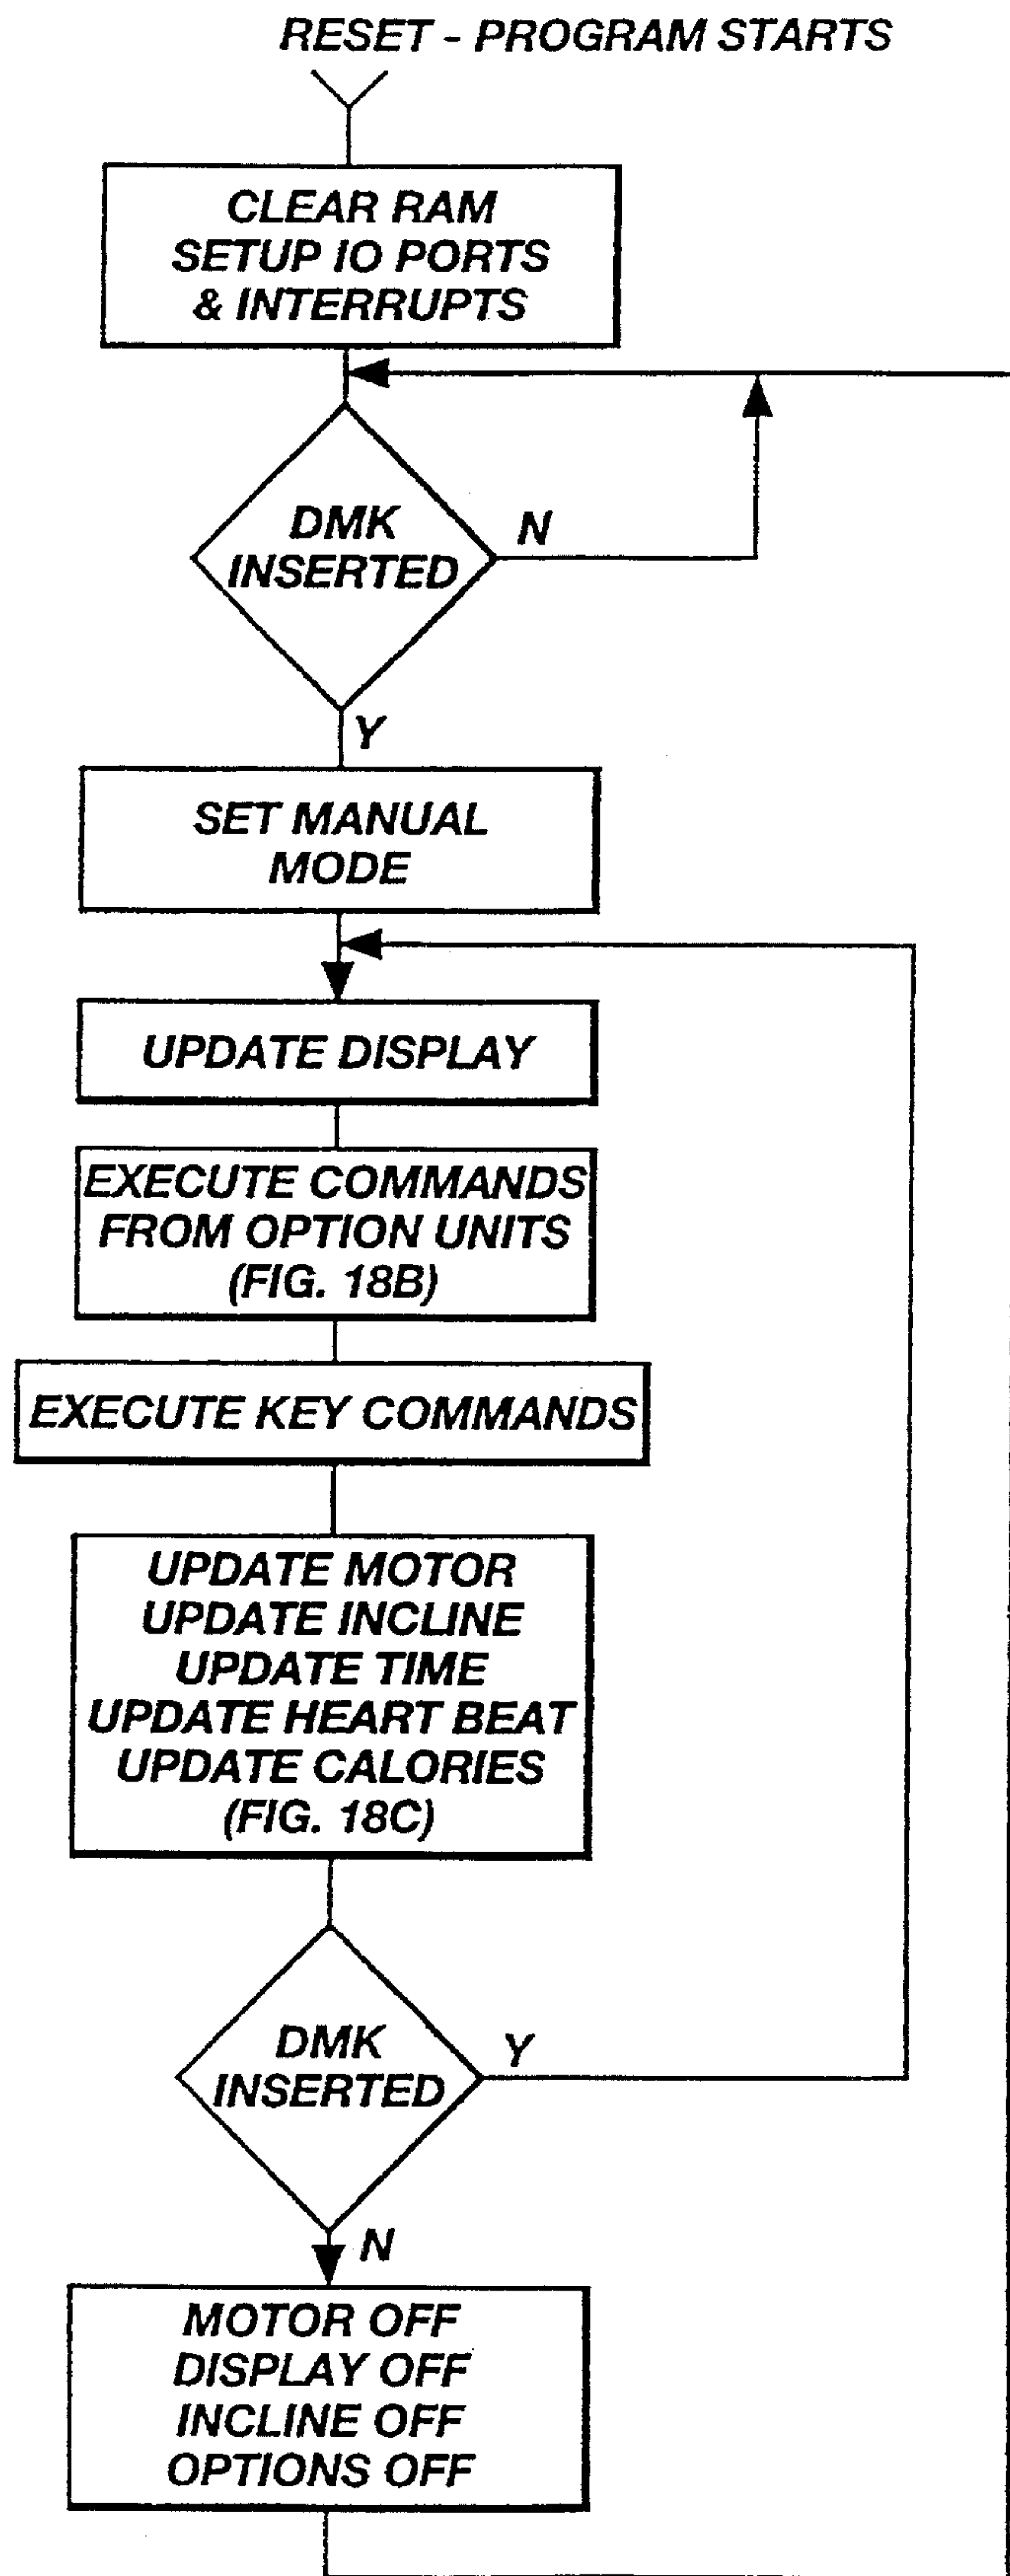 RESET - PROGRAM STARTS
CLEAR RAM
SETUP IO PORTS
& INTERRUPTS
DMK
INSERTED
N
Y
SET MANUAL
MODE
UPDATE DISPLAY
EXECUTE COMMANDS
FROM OPTION UNITS
(FIG. 18B)
EXECUTE KEY COMMANDS
UPDATE MOTOR
UPDATE INCLINE
UPDATE TIME
UPDATE HEART BEAT
UPDATE CALORIES
(FIG. 18C)
DMK
INSERTED
Y
N
MOTOR OFF
DISPLAY OFF
INCLINE OFF
OPTIONS OFF